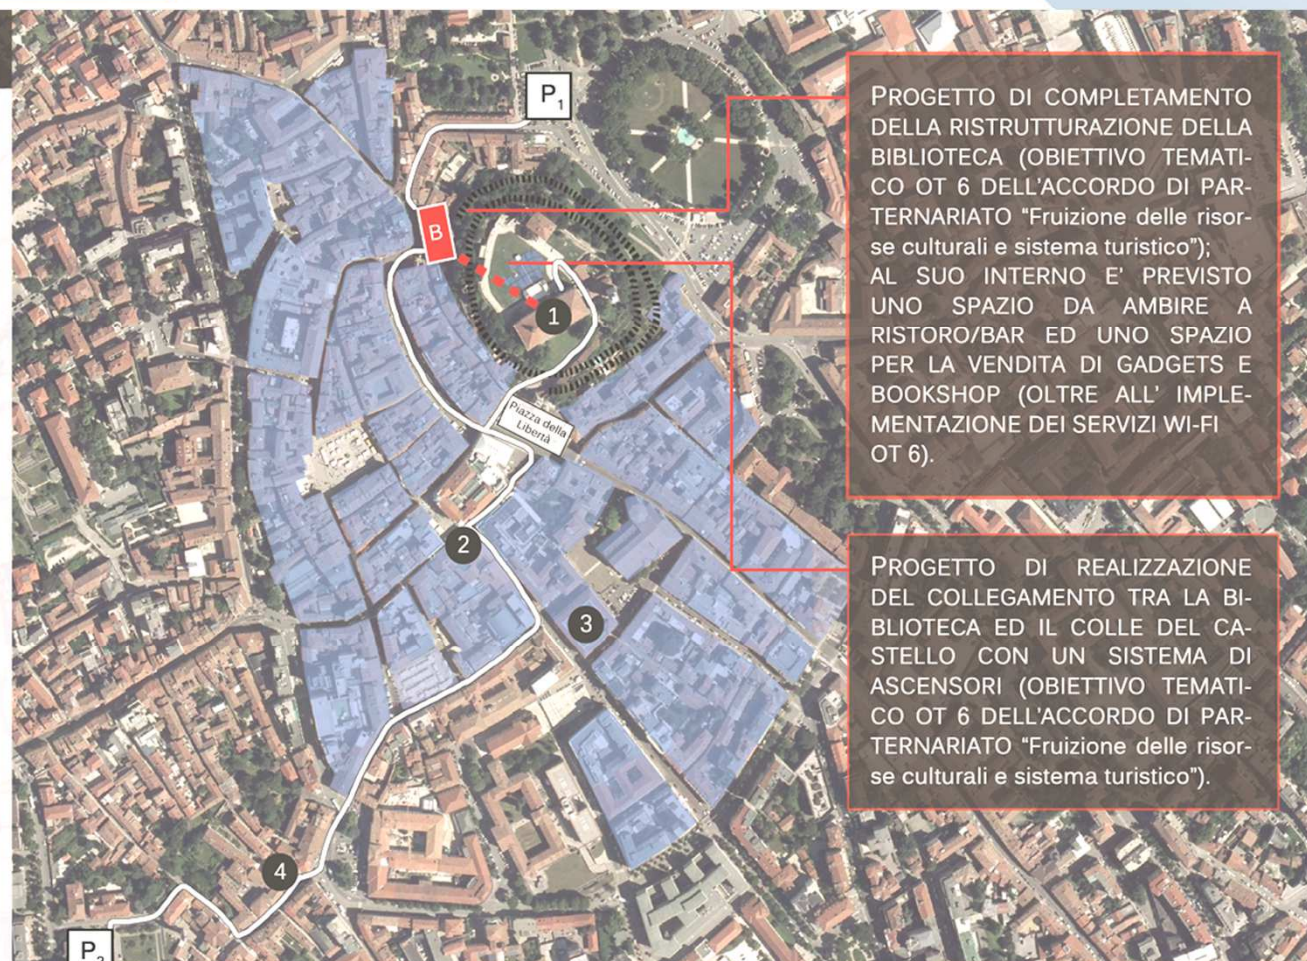 P1
PROGETTO DI COMPLETAMENTO
DELLA RISTRUTTURAZIONE DELLA
BIBLIOTECA (OBIETTIVO TEMATI-
CO OT 6 DELL'ACCORDO DI PAR-
TERNARIATO "Fruizione delle risor-
se culturali e sistema turistico");
AL SUO INTERNO E' PREVISTO
UNO SPAZIO DA AMBIRE A
RISTORO/BAR ED UNO SPAZIO
PER LA VENDITA DI GADGETS E
BOOKSHOP (OLTRE ALL' IMPLE-
MENTAZIONE DEI SERVIZI WI-FI
OT 6).
B
1
Piazza della
Libertà
2
3
PROGETTO DI REALIZZAZIONE
DEL COLLEGAMENTO TRA LA BI-
BLIOTECA ED IL COLLE DEL CA-
STELLO CON UN SISTEMA DI
ASCENSORI (OBIETTIVO TEMATI-
CO OT 6 DELL'ACCORDO DI PAR-
TERNARIATO "Fruizione delle risor-
se culturali e sistema turistico").
4
P2